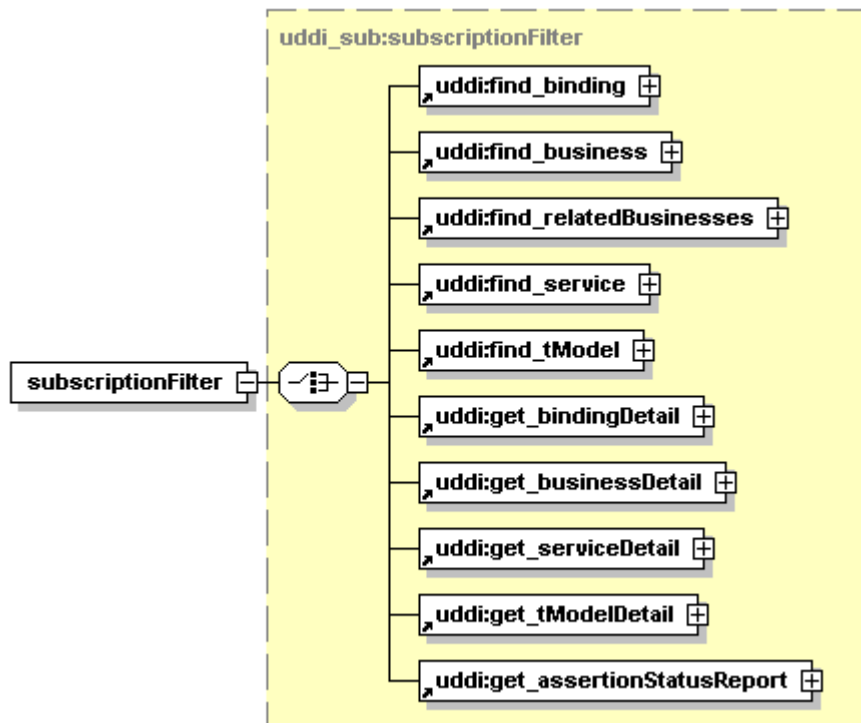 uddi_sub:subscriptionFilter
uddi:find_binding
uddi:find_business
uddi:find_relatedBusinesses
uddi:find_service
uddi:find_tModel
subscriptionFilter
uddi:get_bindingDetail
uddi:get_businessDetail
uddi:get_serviceDetail
uddi:get_tModelDetail
uddi:get_assertionStatusReport